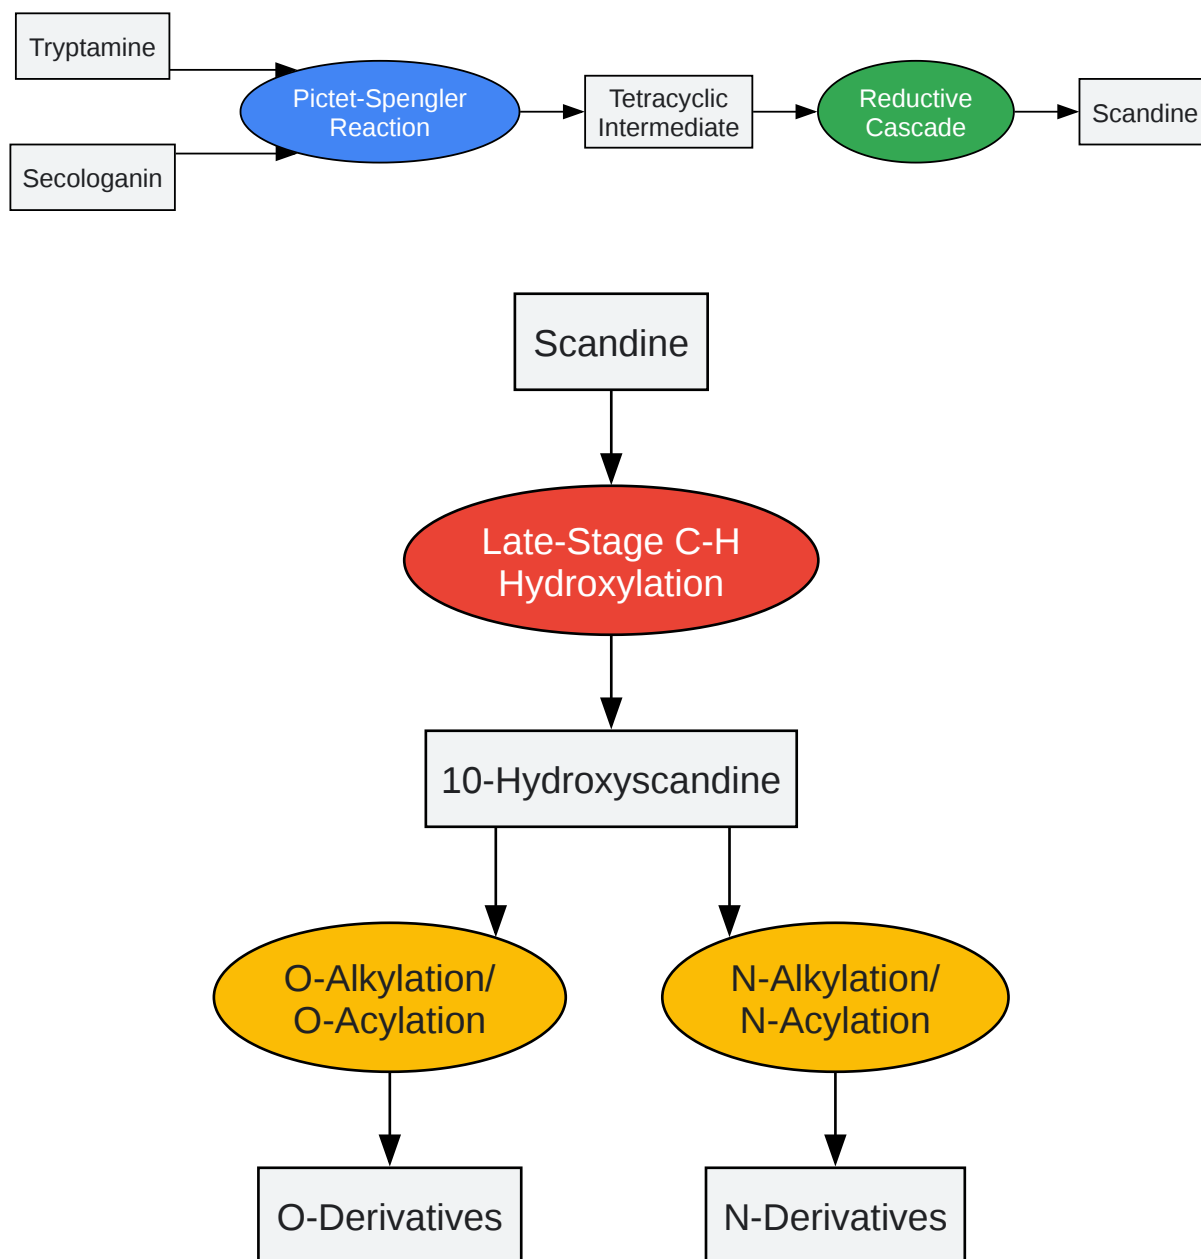 Tryptamine
Secologanin
Pictet-Spengler
Reaction
Tetracyclic
Intermediate
Reductive
Cascade
Scandine
Scandine
Late-Stage C-H
Hydroxylation
10-Hydroxyscandine
O-Alkylation/
O-Acylation
N-Alkylation/
N-Acylation
O-Derivatives
N-Derivatives